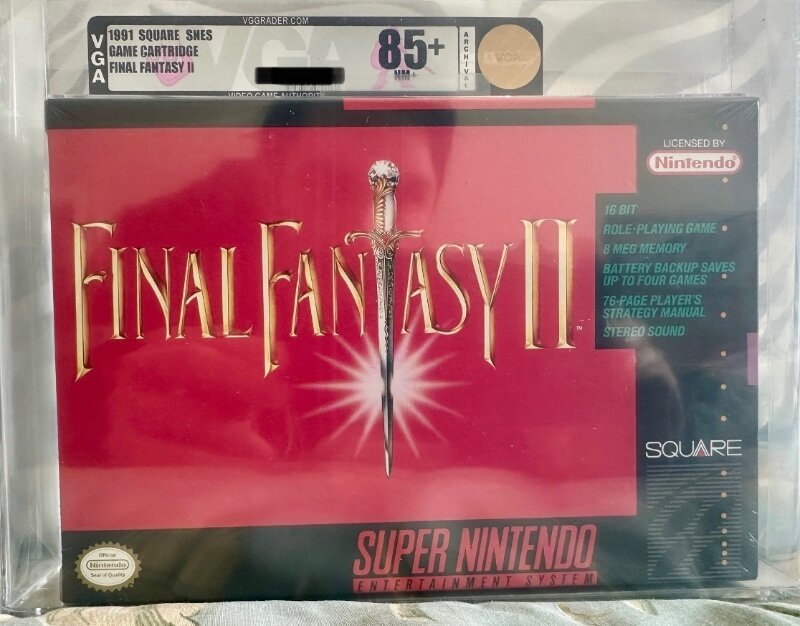 VGGRADER.COM
VGA
1991 SQUARE SNES
GAME CARTRIDGE
FINAL FANTASY II
85+
NM+
ARCHIVAL
VGA
VIDEO GAME AUTHORITY
LICENSED BY
Nintendo®
FINAL FANTASY II™
16 BIT
ROLE-PLAYING GAME
8 MEG MEMORY
BATTERY BACKUP SAVES
UP TO FOUR GAMES
76-PAGE PLAYER'S
STRATEGY MANUAL
STEREO SOUND
SQUARE
Official
Nintendo
Seal of Quality
SUPER NINTENDO
ENTERTAINMENT SYSTEM